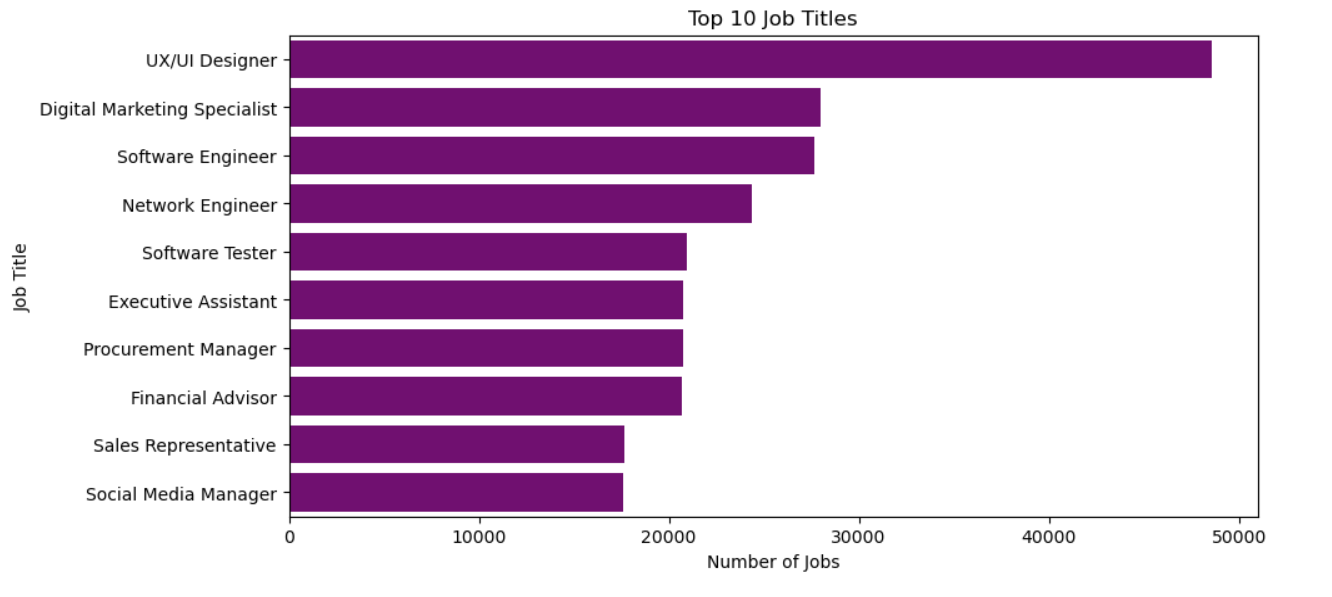 Top 10 Job Titles
Job Title
UX/UI Designer
Digital Marketing Specialist
Software Engineer
Network Engineer
Software Tester
Executive Assistant
Procurement Manager
Financial Advisor
Sales Representative
Social Media Manager
0 10000 20000 30000 40000 50000
Number of Jobs